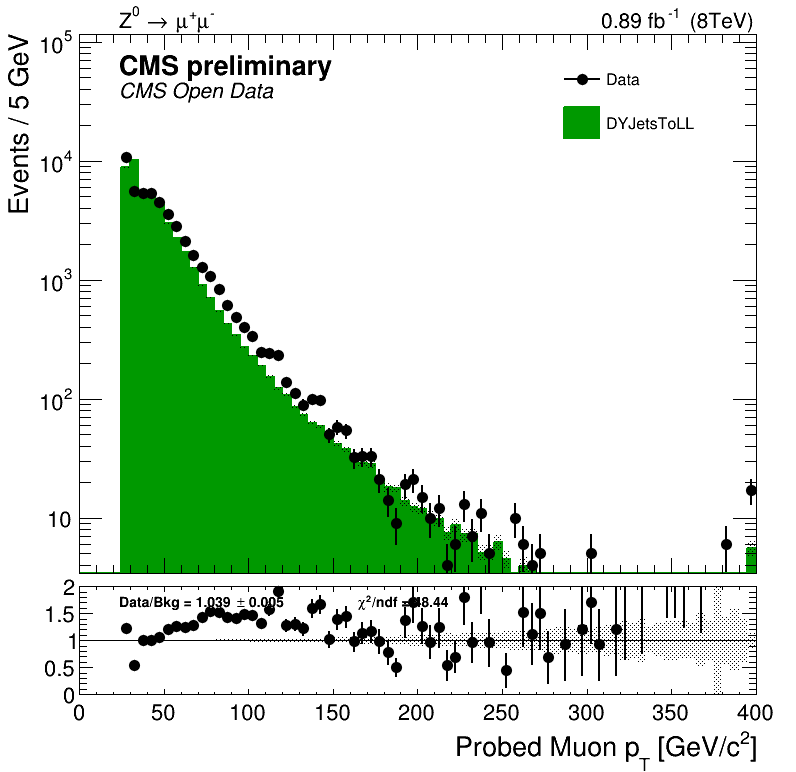 Z⁰ → μ⁺μ⁻ 0.89 fb⁻¹ (8TeV)
Events / 5 GeV
10⁵
CMS preliminary
CMS Open Data
Data
DYJetsToLL
10⁴
10³
10²
10
2
1.5
1
0.5
0
Data/Bkg = 1.039 ± 0.005 χ²/ndf = 48.44
0 50 100 150 200 250 300 350 400
Probed Muon p_T [GeV/c²]